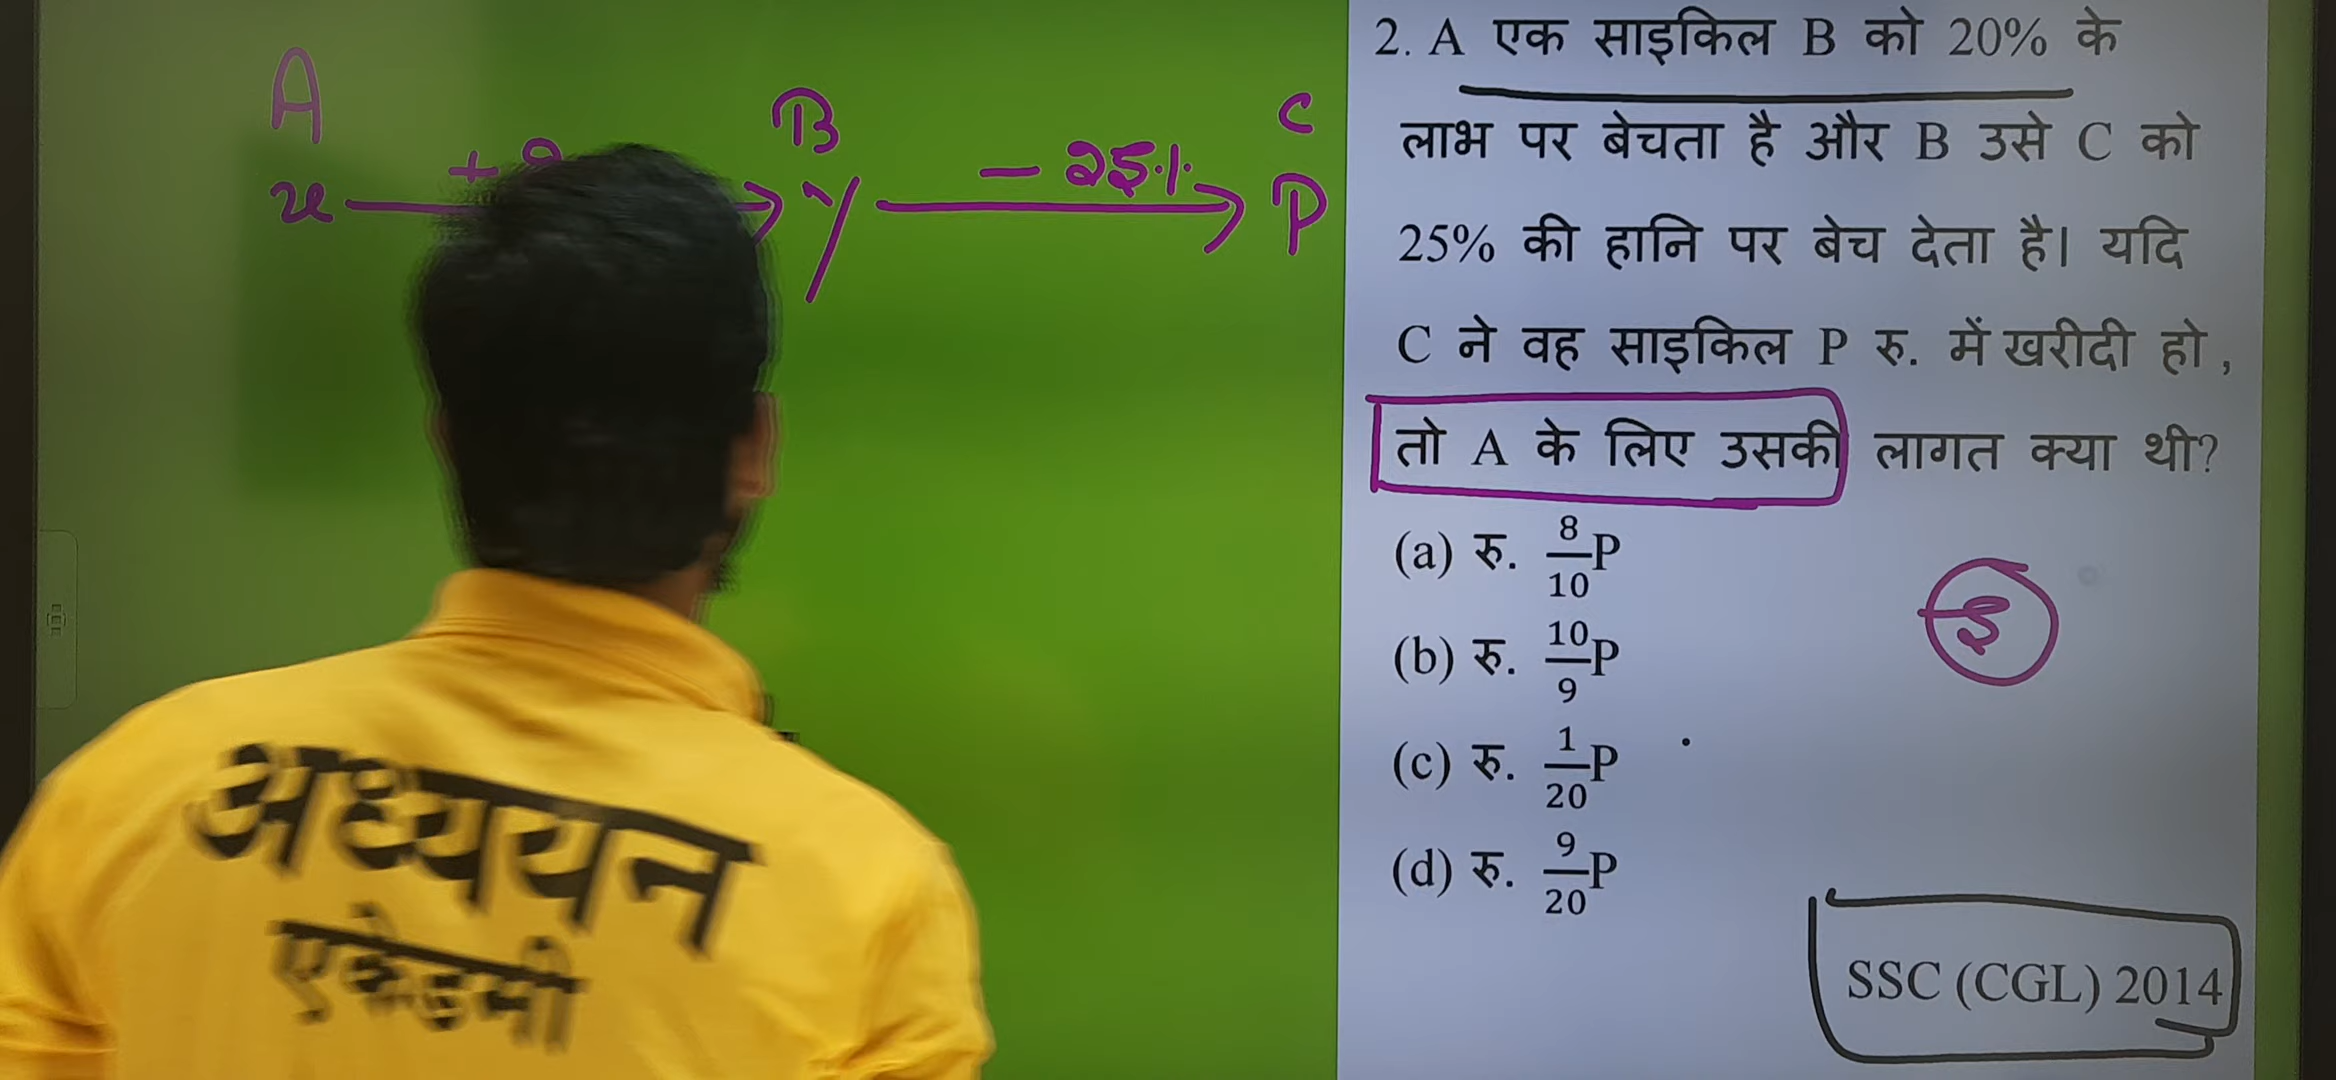 A
B
C
x
+
y
- 25%
P
2. A एक साइकिल B को 20% के
लाभ पर बेचता है और B उसे C को
25% की हानि पर बेच देता है। यदि
C ने वह साइकिल P रु. में खरीदी हो,
तो A के लिए उसकी लागत क्या थी?
(a) रु. 8/10 P
(b) रु. 10/9 P
(c) रु. 1/20 P
(d) रु. 9/20 P
SSC (CGL) 2014
अध्ययन
एकेडमी